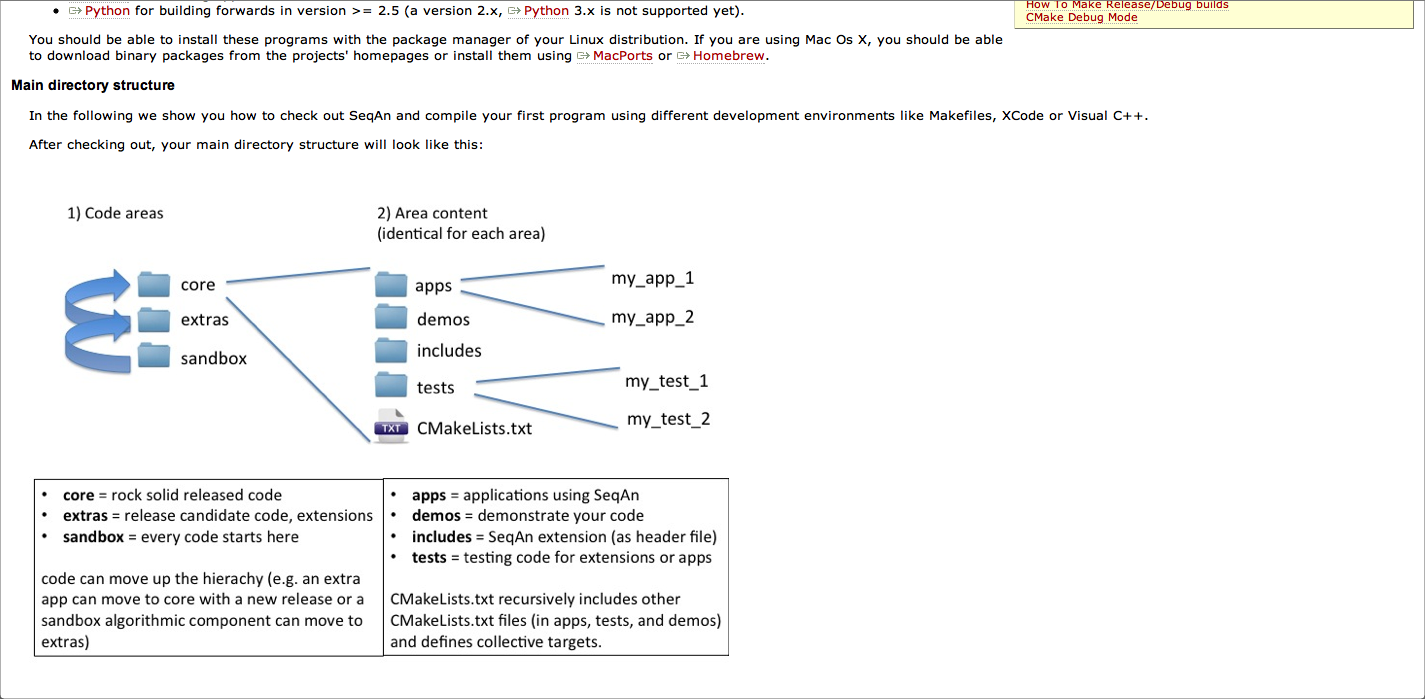 How To Make Release/Debug builds
CMake Debug Mode
• Python for building forwards in version >= 2.5 (a version 2.x, Python 3.x is not supported yet).
You should be able to install these programs with the package manager of your Linux distribution. If you are using Mac Os X, you should be able
to download binary packages from the projects' homepages or install them using MacPorts or Homebrew.
Main directory structure
In the following we show you how to check out SeqAn and compile your first program using different development environments like Makefiles, XCode or Visual C++.
After checking out, your main directory structure will look like this:
1) Code areas
core
extras
sandbox
2) Area content
(identical for each area)
apps
demos
includes
tests
TXT
CMakeLists.txt
my_app_1
my_app_2
my_test_1
my_test_2
• core = rock solid released code
• extras = release candidate code, extensions
• sandbox = every code starts here
code can move up the hierachy (e.g. an extra
app can move to core with a new release or a
sandbox algorithmic component can move to
extras)
• apps = applications using SeqAn
• demos = demonstrate your code
• includes = SeqAn extension (as header file)
• tests = testing code for extensions or apps
CMakeLists.txt recursively includes other
CMakeLists.txt files (in apps, tests, and demos)
and defines collective targets.